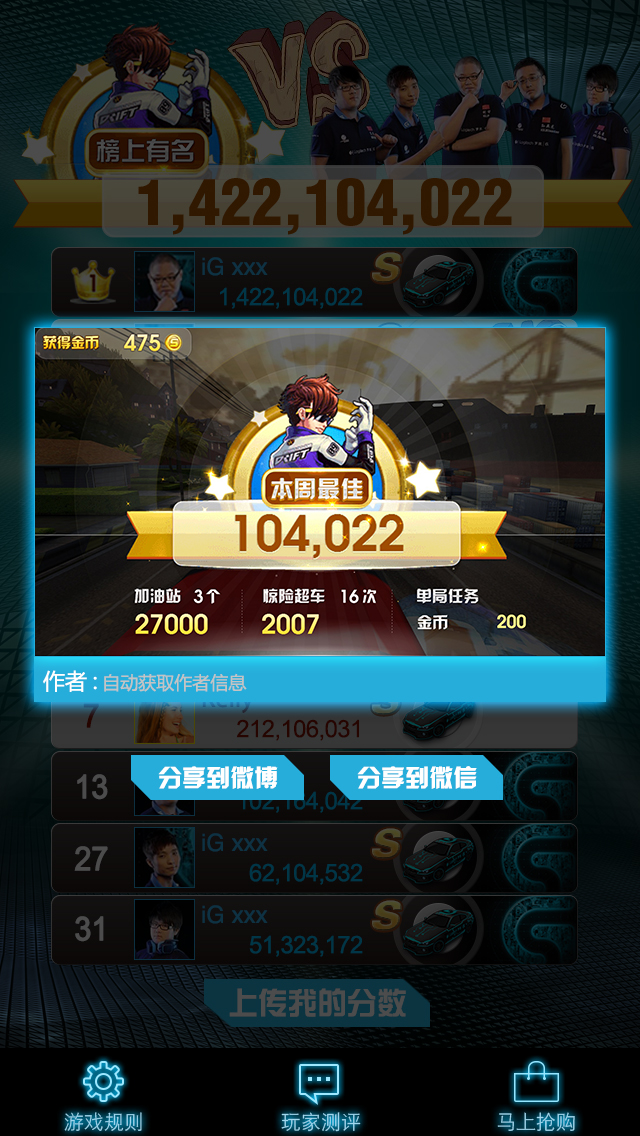 VS
DRIFT
榜上有名
1,422,104,022
1
iG xxx
S
1,422,104,022
获得金币 475 S
DRIFT
本周最佳
104,022
加油站 3个
27000
惊险超车 16次
2007
单局任务
金币 200
作者 : 自动获取作者信息
7
Kelly
212,106,031
分享到微博
分享到微信
13
102,104,042
27
iG xxx
S
62,104,532
31
iG xxx
S
51,323,172
上传我的分数
游戏规则
玩家测评
马上抢购